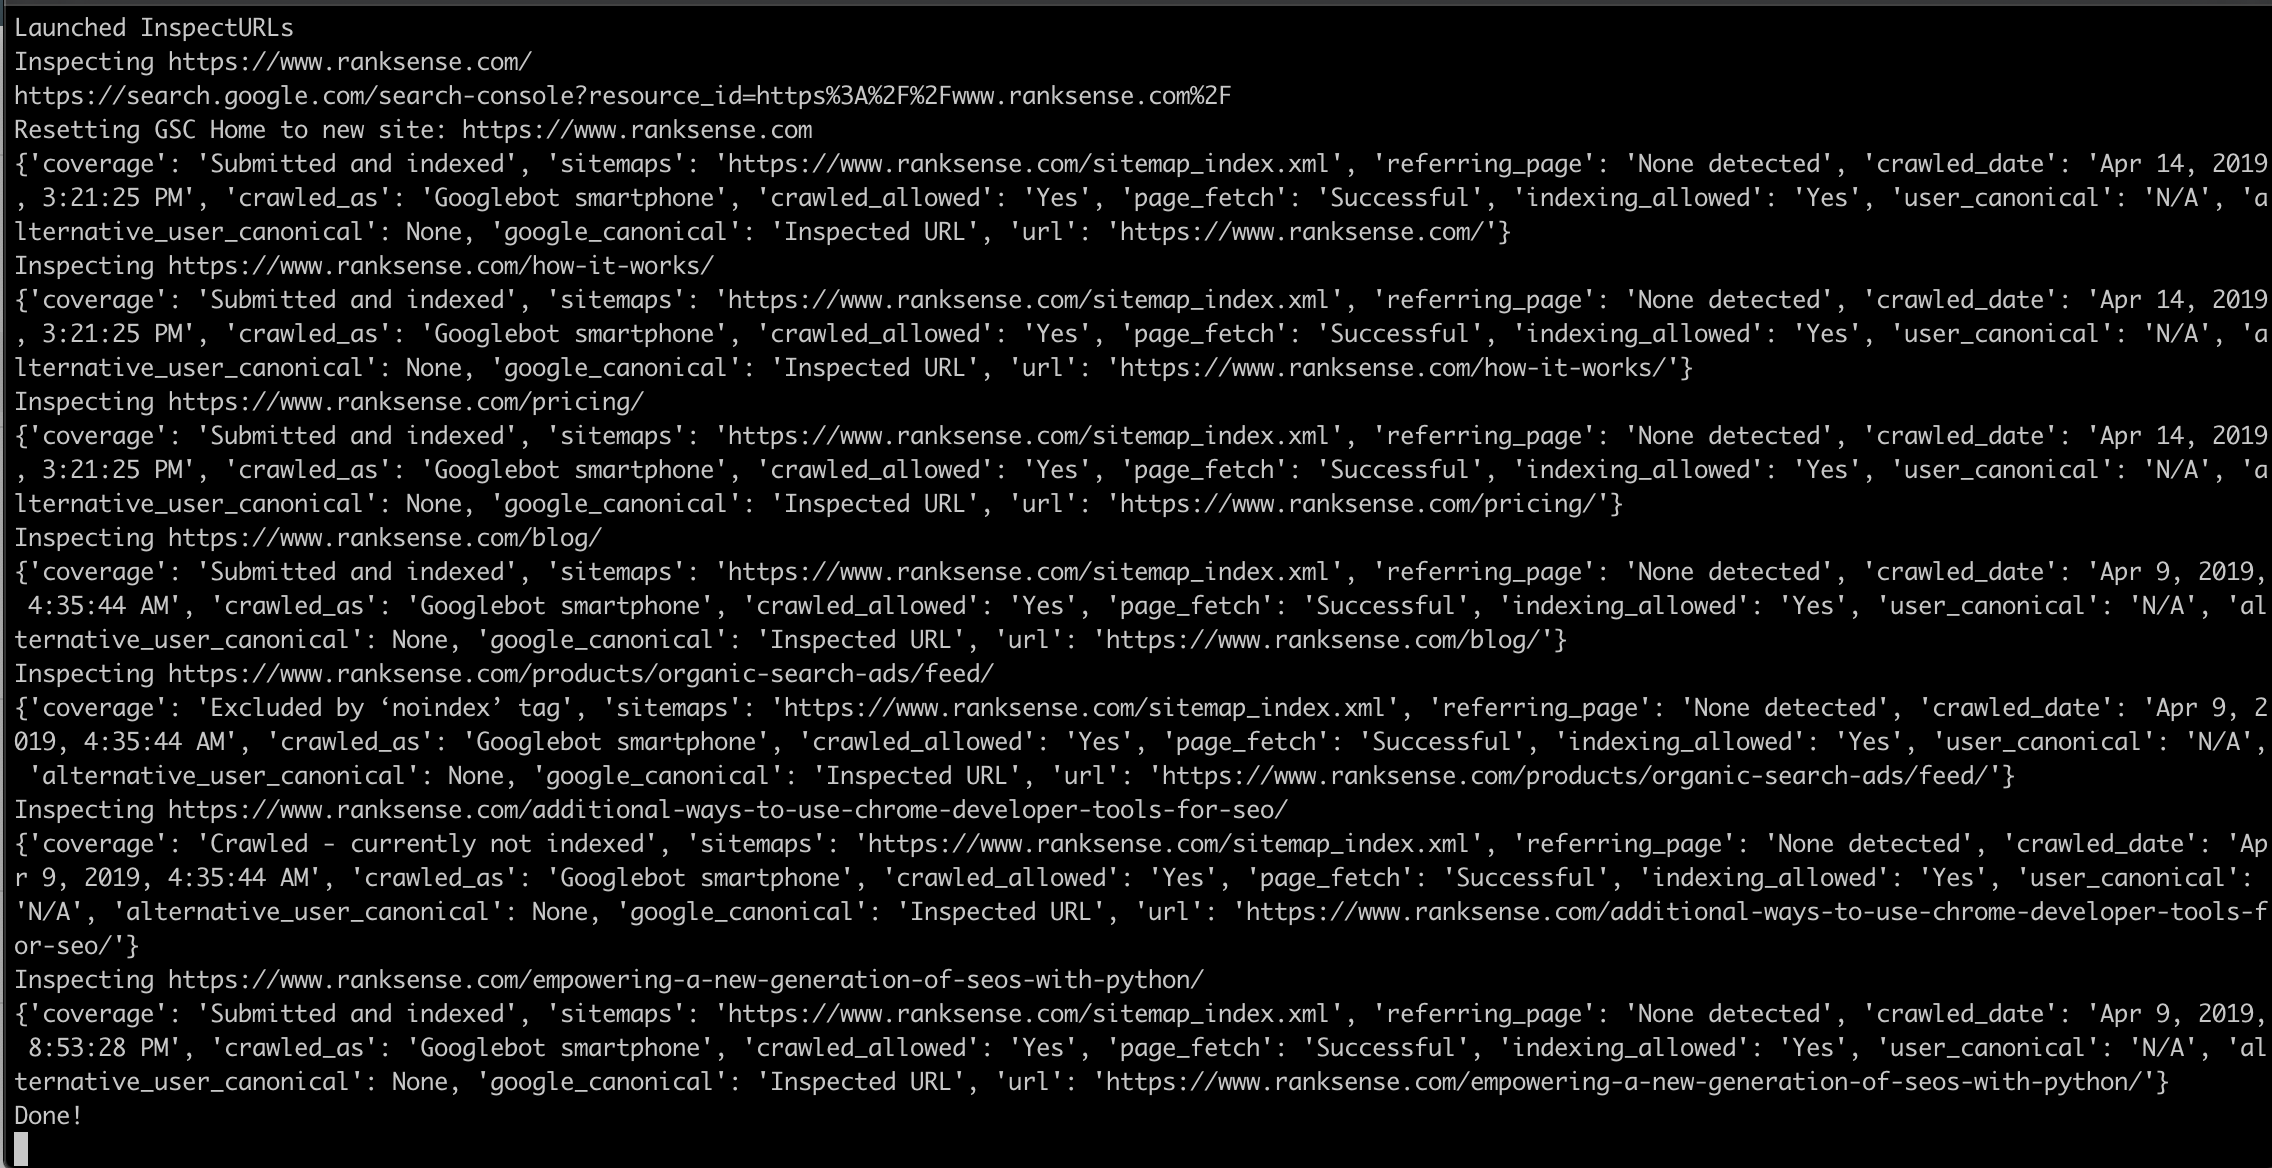 Launched InspectURLs
Inspecting https://www.ranksense.com/
https://search.google.com/search-console?resource_id=https%3A%2F%2Fwww.ranksense.com%2F
Resetting GSC Home to new site: https://www.ranksense.com
{'coverage': 'Submitted and indexed', 'sitemaps': 'https://www.ranksense.com/sitemap_index.xml', 'referring_page': 'None detected', 'crawled_date': 'Apr 14, 2019
, 3:21:25 PM', 'crawled_as': 'Googlebot smartphone', 'crawled_allowed': 'Yes', 'page_fetch': 'Successful', 'indexing_allowed': 'Yes', 'user_canonical': 'N/A', 'a
lternative_user_canonical': None, 'google_canonical': 'Inspected URL', 'url': 'https://www.ranksense.com/'}
Inspecting https://www.ranksense.com/how-it-works/
{'coverage': 'Submitted and indexed', 'sitemaps': 'https://www.ranksense.com/sitemap_index.xml', 'referring_page': 'None detected', 'crawled_date': 'Apr 14, 2019
, 3:21:25 PM', 'crawled_as': 'Googlebot smartphone', 'crawled_allowed': 'Yes', 'page_fetch': 'Successful', 'indexing_allowed': 'Yes', 'user_canonical': 'N/A', 'a
lternative_user_canonical': None, 'google_canonical': 'Inspected URL', 'url': 'https://www.ranksense.com/how-it-works/'}
Inspecting https://www.ranksense.com/pricing/
{'coverage': 'Submitted and indexed', 'sitemaps': 'https://www.ranksense.com/sitemap_index.xml', 'referring_page': 'None detected', 'crawled_date': 'Apr 14, 2019
, 3:21:25 PM', 'crawled_as': 'Googlebot smartphone', 'crawled_allowed': 'Yes', 'page_fetch': 'Successful', 'indexing_allowed': 'Yes', 'user_canonical': 'N/A', 'a
lternative_user_canonical': None, 'google_canonical': 'Inspected URL', 'url': 'https://www.ranksense.com/pricing/'}
Inspecting https://www.ranksense.com/blog/
{'coverage': 'Submitted and indexed', 'sitemaps': 'https://www.ranksense.com/sitemap_index.xml', 'referring_page': 'None detected', 'crawled_date': 'Apr 9, 2019,
 4:35:44 AM', 'crawled_as': 'Googlebot smartphone', 'crawled_allowed': 'Yes', 'page_fetch': 'Successful', 'indexing_allowed': 'Yes', 'user_canonical': 'N/A', 'al
ternative_user_canonical': None, 'google_canonical': 'Inspected URL', 'url': 'https://www.ranksense.com/blog/'}
Inspecting https://www.ranksense.com/products/organic-search-ads/feed/
{'coverage': 'Excluded by ‘noindex’ tag', 'sitemaps': 'https://www.ranksense.com/sitemap_index.xml', 'referring_page': 'None detected', 'crawled_date': 'Apr 9, 2
019, 4:35:44 AM', 'crawled_as': 'Googlebot smartphone', 'crawled_allowed': 'Yes', 'page_fetch': 'Successful', 'indexing_allowed': 'Yes', 'user_canonical': 'N/A',
 'alternative_user_canonical': None, 'google_canonical': 'Inspected URL', 'url': 'https://www.ranksense.com/products/organic-search-ads/feed/'}
Inspecting https://www.ranksense.com/additional-ways-to-use-chrome-developer-tools-for-seo/
{'coverage': 'Crawled - currently not indexed', 'sitemaps': 'https://www.ranksense.com/sitemap_index.xml', 'referring_page': 'None detected', 'crawled_date': 'Ap
r 9, 2019, 4:35:44 AM', 'crawled_as': 'Googlebot smartphone', 'crawled_allowed': 'Yes', 'page_fetch': 'Successful', 'indexing_allowed': 'Yes', 'user_canonical': 
'N/A', 'alternative_user_canonical': None, 'google_canonical': 'Inspected URL', 'url': 'https://www.ranksense.com/additional-ways-to-use-chrome-developer-tools-f
or-seo/'}
Inspecting https://www.ranksense.com/empowering-a-new-generation-of-seos-with-python/
{'coverage': 'Submitted and indexed', 'sitemaps': 'https://www.ranksense.com/sitemap_index.xml', 'referring_page': 'None detected', 'crawled_date': 'Apr 9, 2019,
 8:53:28 PM', 'crawled_as': 'Googlebot smartphone', 'crawled_allowed': 'Yes', 'page_fetch': 'Successful', 'indexing_allowed': 'Yes', 'user_canonical': 'N/A', 'al
ternative_user_canonical': None, 'google_canonical': 'Inspected URL', 'url': 'https://www.ranksense.com/empowering-a-new-generation-of-seos-with-python/'}
Done!